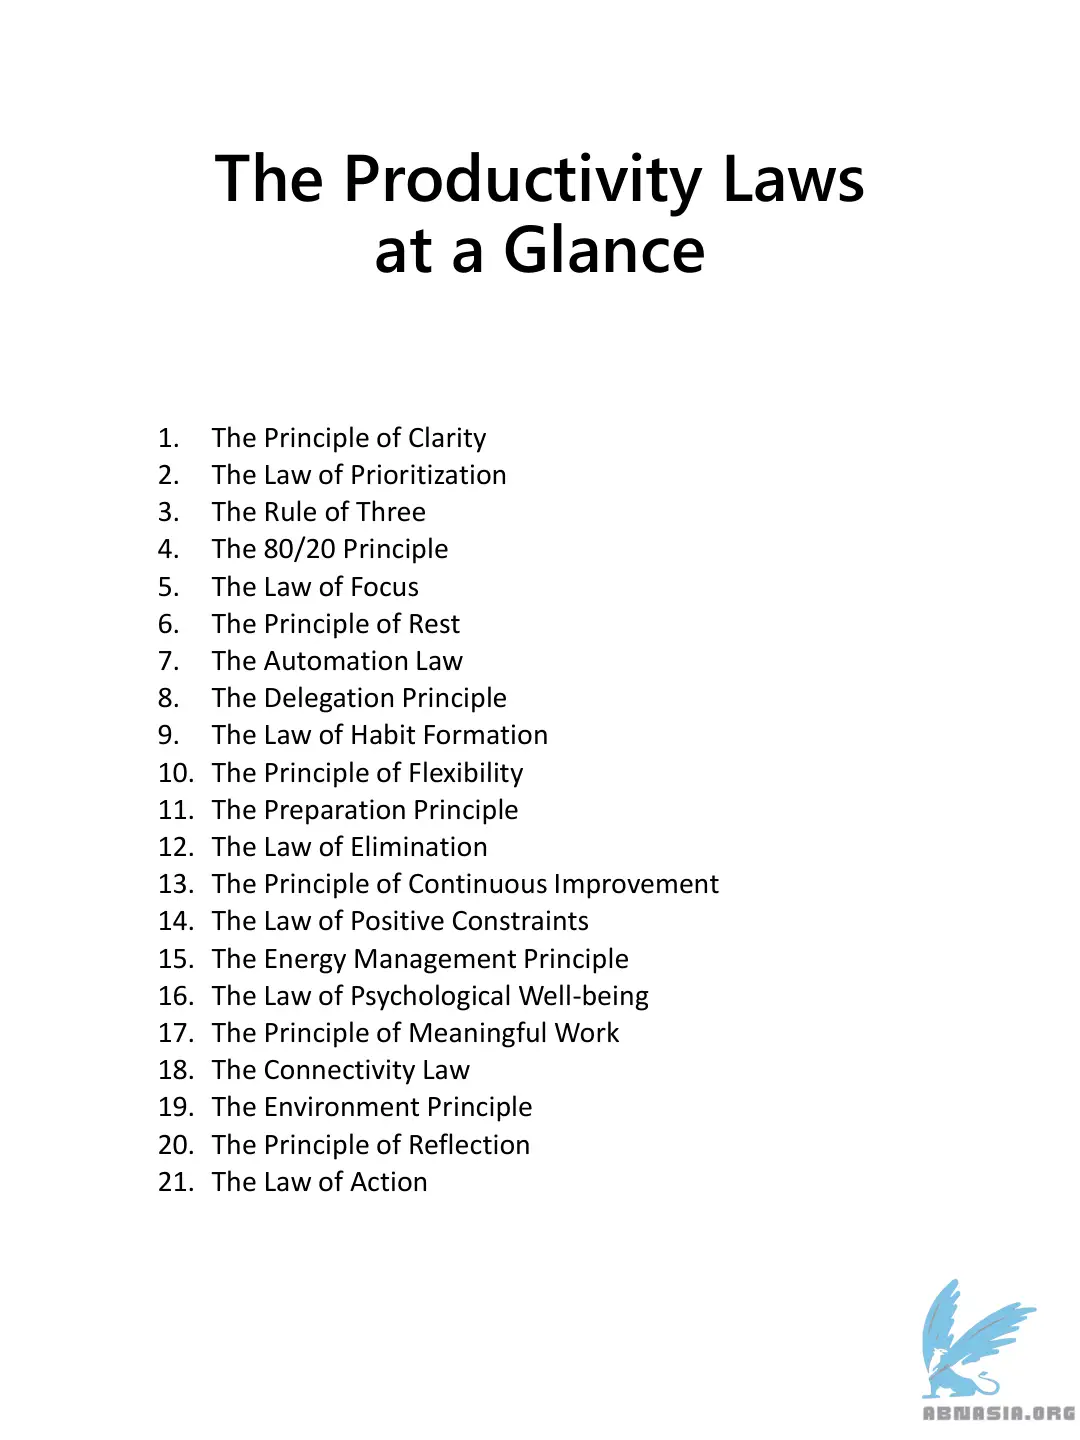 The Productivity Laws
at a Glance
1. The Principle of Clarity
2. The Law of Prioritization
3. The Rule of Three
4. The 80/20 Principle
5. The Law of Focus
6. The Principle of Rest
7. The Automation Law
8. The Delegation Principle
9. The Law of Habit Formation
10. The Principle of Flexibility
11. The Preparation Principle
12. The Law of Elimination
13. The Principle of Continuous Improvement
14. The Law of Positive Constraints
15. The Energy Management Principle
16. The Law of Psychological Well-being
17. The Principle of Meaningful Work
18. The Connectivity Law
19. The Environment Principle
20. The Principle of Reflection
21. The Law of Action
ABNASIA.ORG